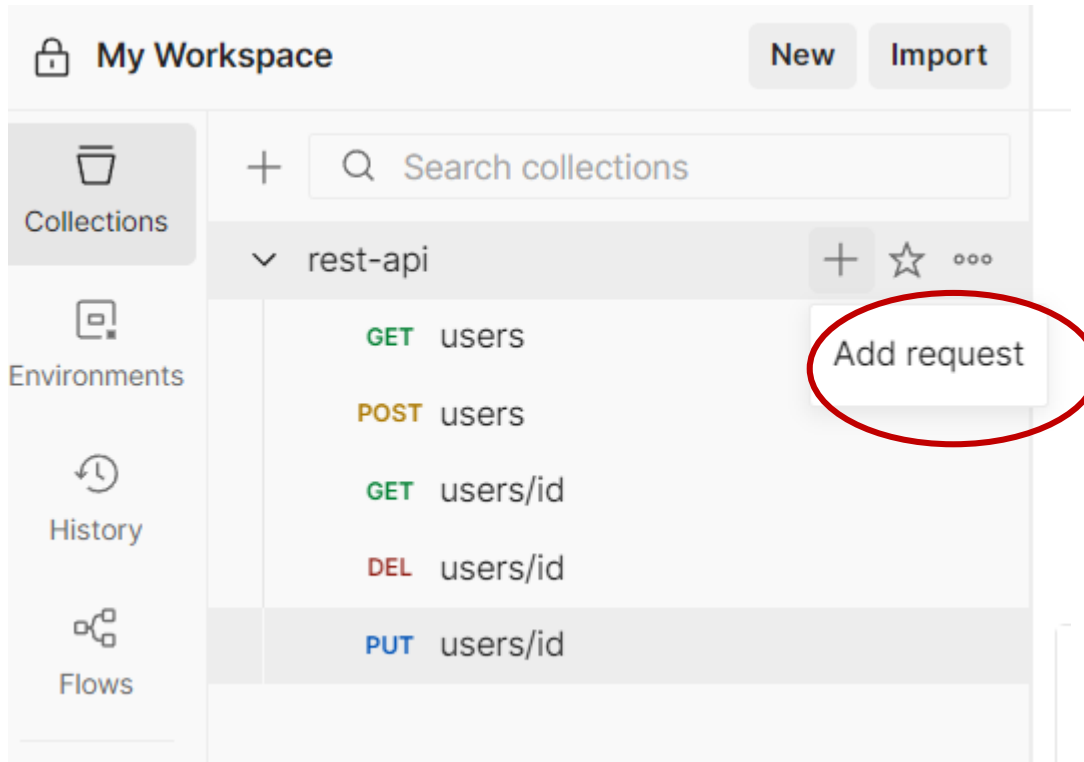 My Workspace
New
Import
Collections
Search collections
rest-api
Add request
GET users
POST users
GET users/id
DEL users/id
PUT users/id
Environments
History
Flows